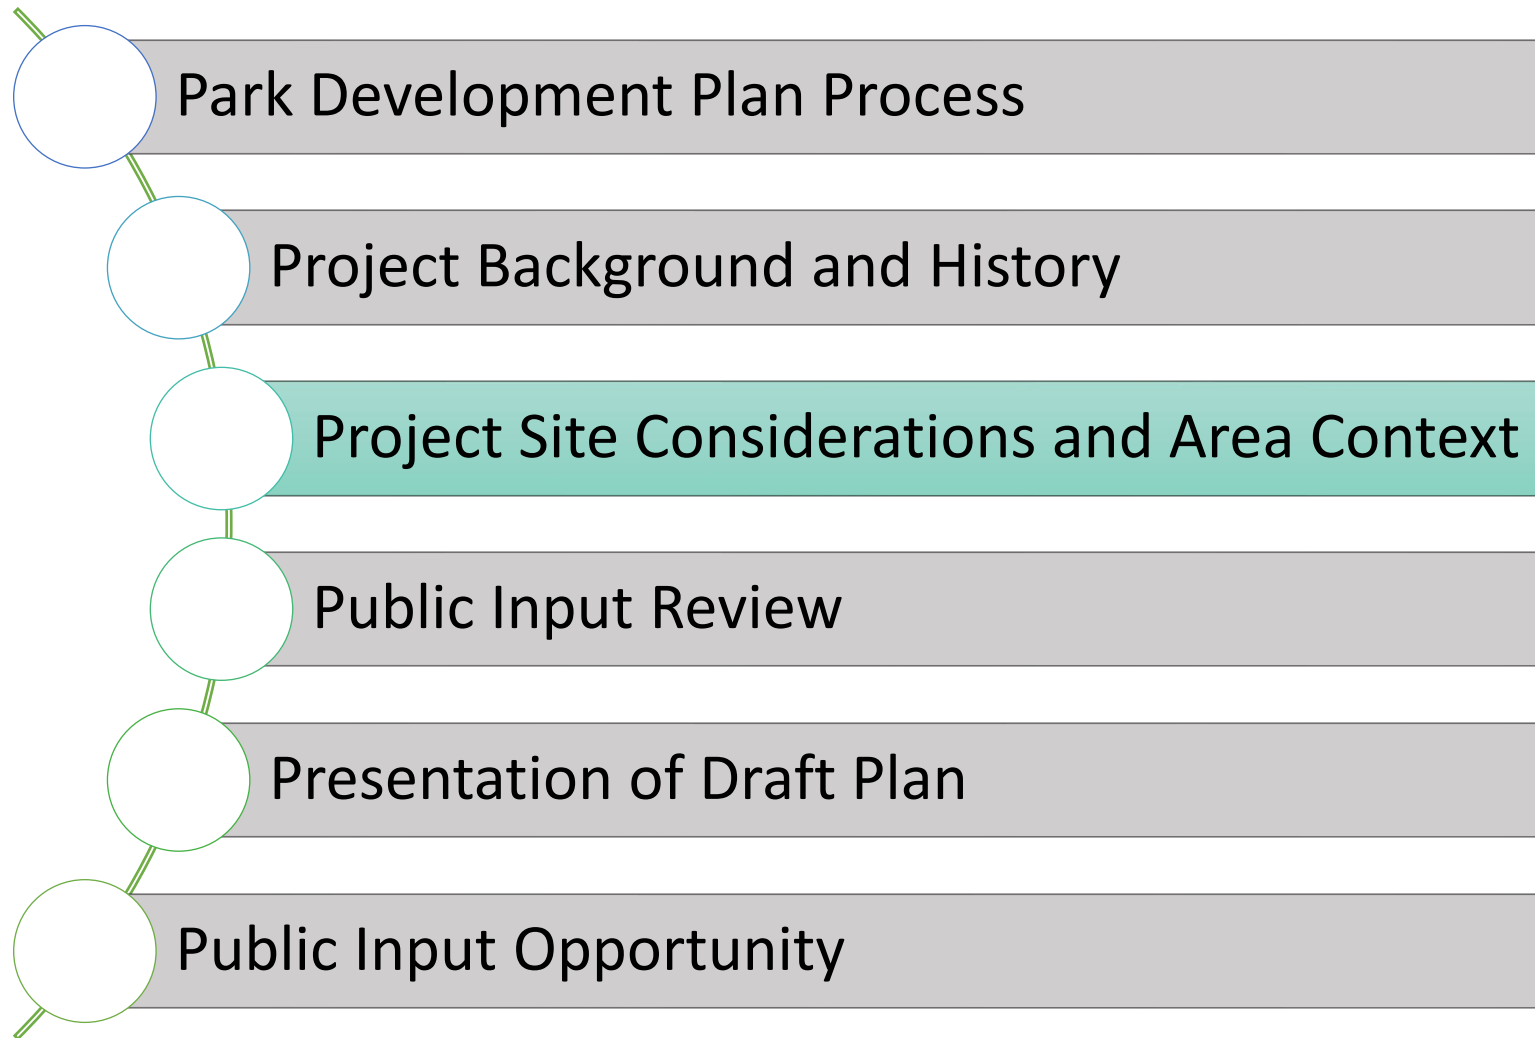 Park Development Plan Process
Project Background and History
Project Site Considerations and Area Context
Public Input Review
Presentation of Draft Plan
Public Input Opportunity